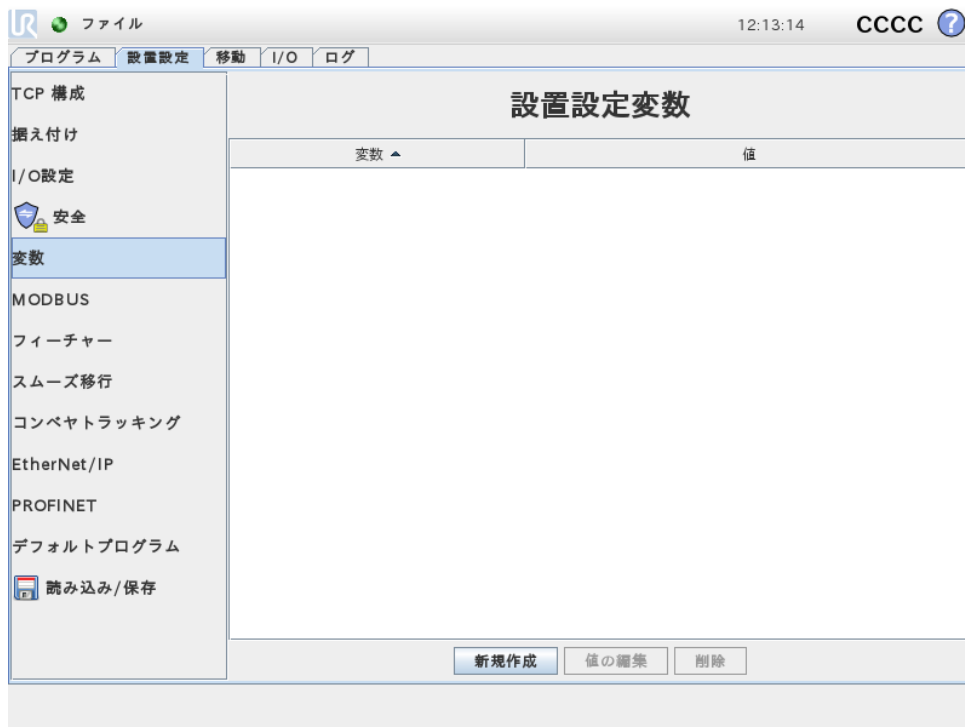 UR ファイル 12:13:14 CCCC ?
プログラム 設置設定 移動 I/O ログ
TCP 構成
設置設定変数
据え付け
変数 値
I/O設定
安全
変数
MODBUS
フィーチャー
スムーズ移行
コンベヤトラッキング
EtherNet/IP
PROFINET
デフォルトプログラム
読み込み/保存
新規作成 値の編集 削除